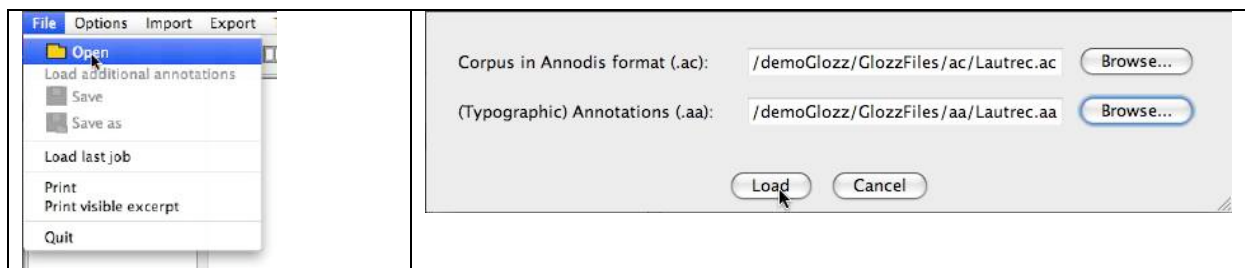 File Options Import Export
Open
Load additional annotations
Save
Save as
Load last job
Print
Print visible excerpt
Quit
Corpus in Annodis format (.ac): /demoGlozz/GlozzFiles/ac/Lautrec.ac Browse...
(Typographic) Annotations (.aa): /demoGlozz/GlozzFiles/aa/Lautrec.aa Browse...
Load Cancel